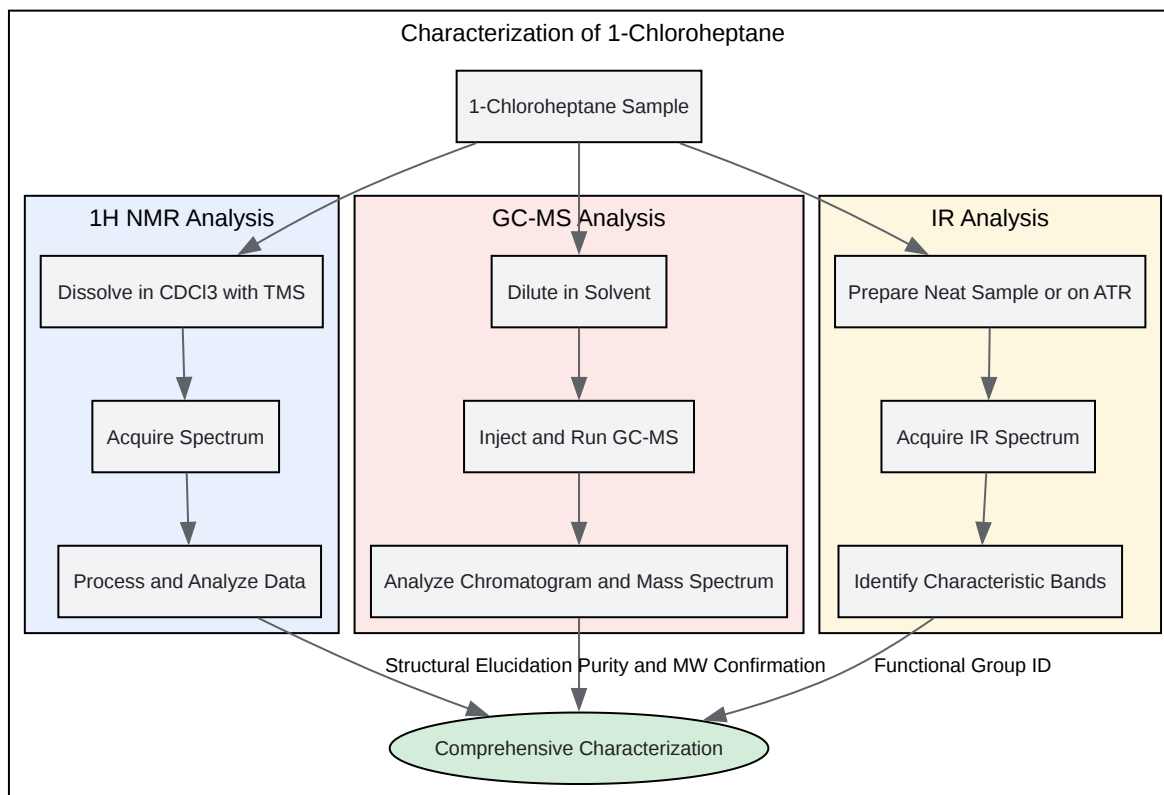 Characterization of 1-Chloroheptane
1-Chloroheptane Sample
1H NMR Analysis
GC-MS Analysis
IR Analysis
Dissolve in CDCl3 with TMS
Dilute in Solvent
Prepare Neat Sample or on ATR
Acquire Spectrum
Inject and Run GC-MS
Acquire IR Spectrum
Process and Analyze Data
Analyze Chromatogram and Mass Spectrum
Identify Characteristic Bands
Structural Elucidation
Purity and MW Confirmation
Functional Group ID
Comprehensive Characterization